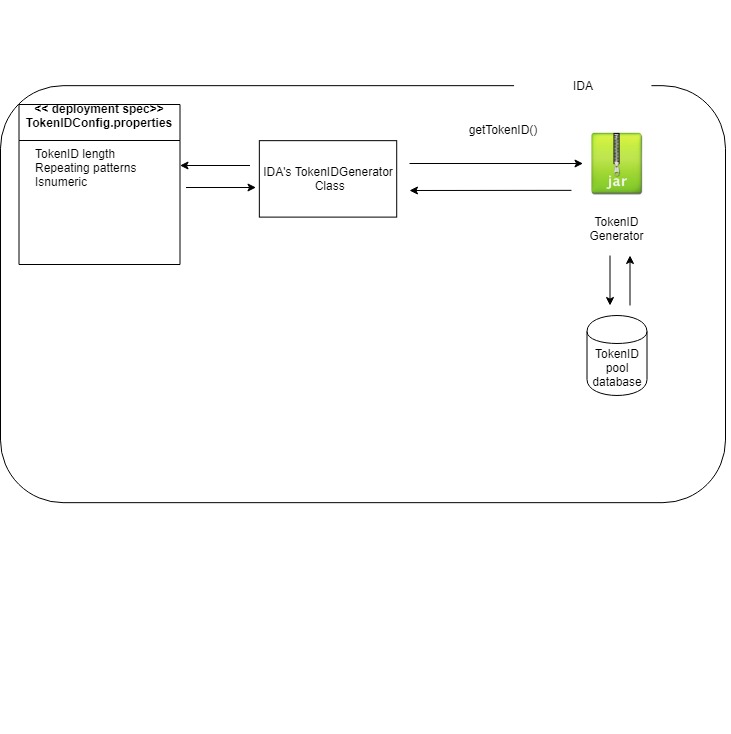 IDA
<< deployment spec>>
TokenIDConfig.properties
TokenID length
Repeating patterns
Isnumeric
IDA's TokenIDGenerator
Class
getTokenID()
jar
TokenID
Generator
TokenID
pool
database